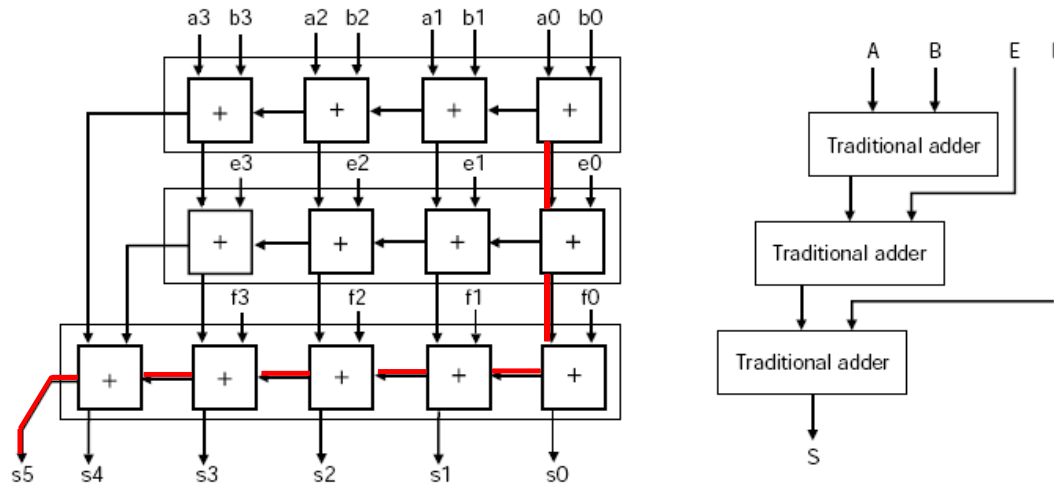 a3 b3 a2 b2 a1 b1 a0 b0
+ + + +
e3 e2 e1 e0
+ + + +
f3 f2 f1 f0
+ + + + +
s5 s4 s3 s2 s1 s0
A B E
Traditional adder
Traditional adder
Traditional adder
S